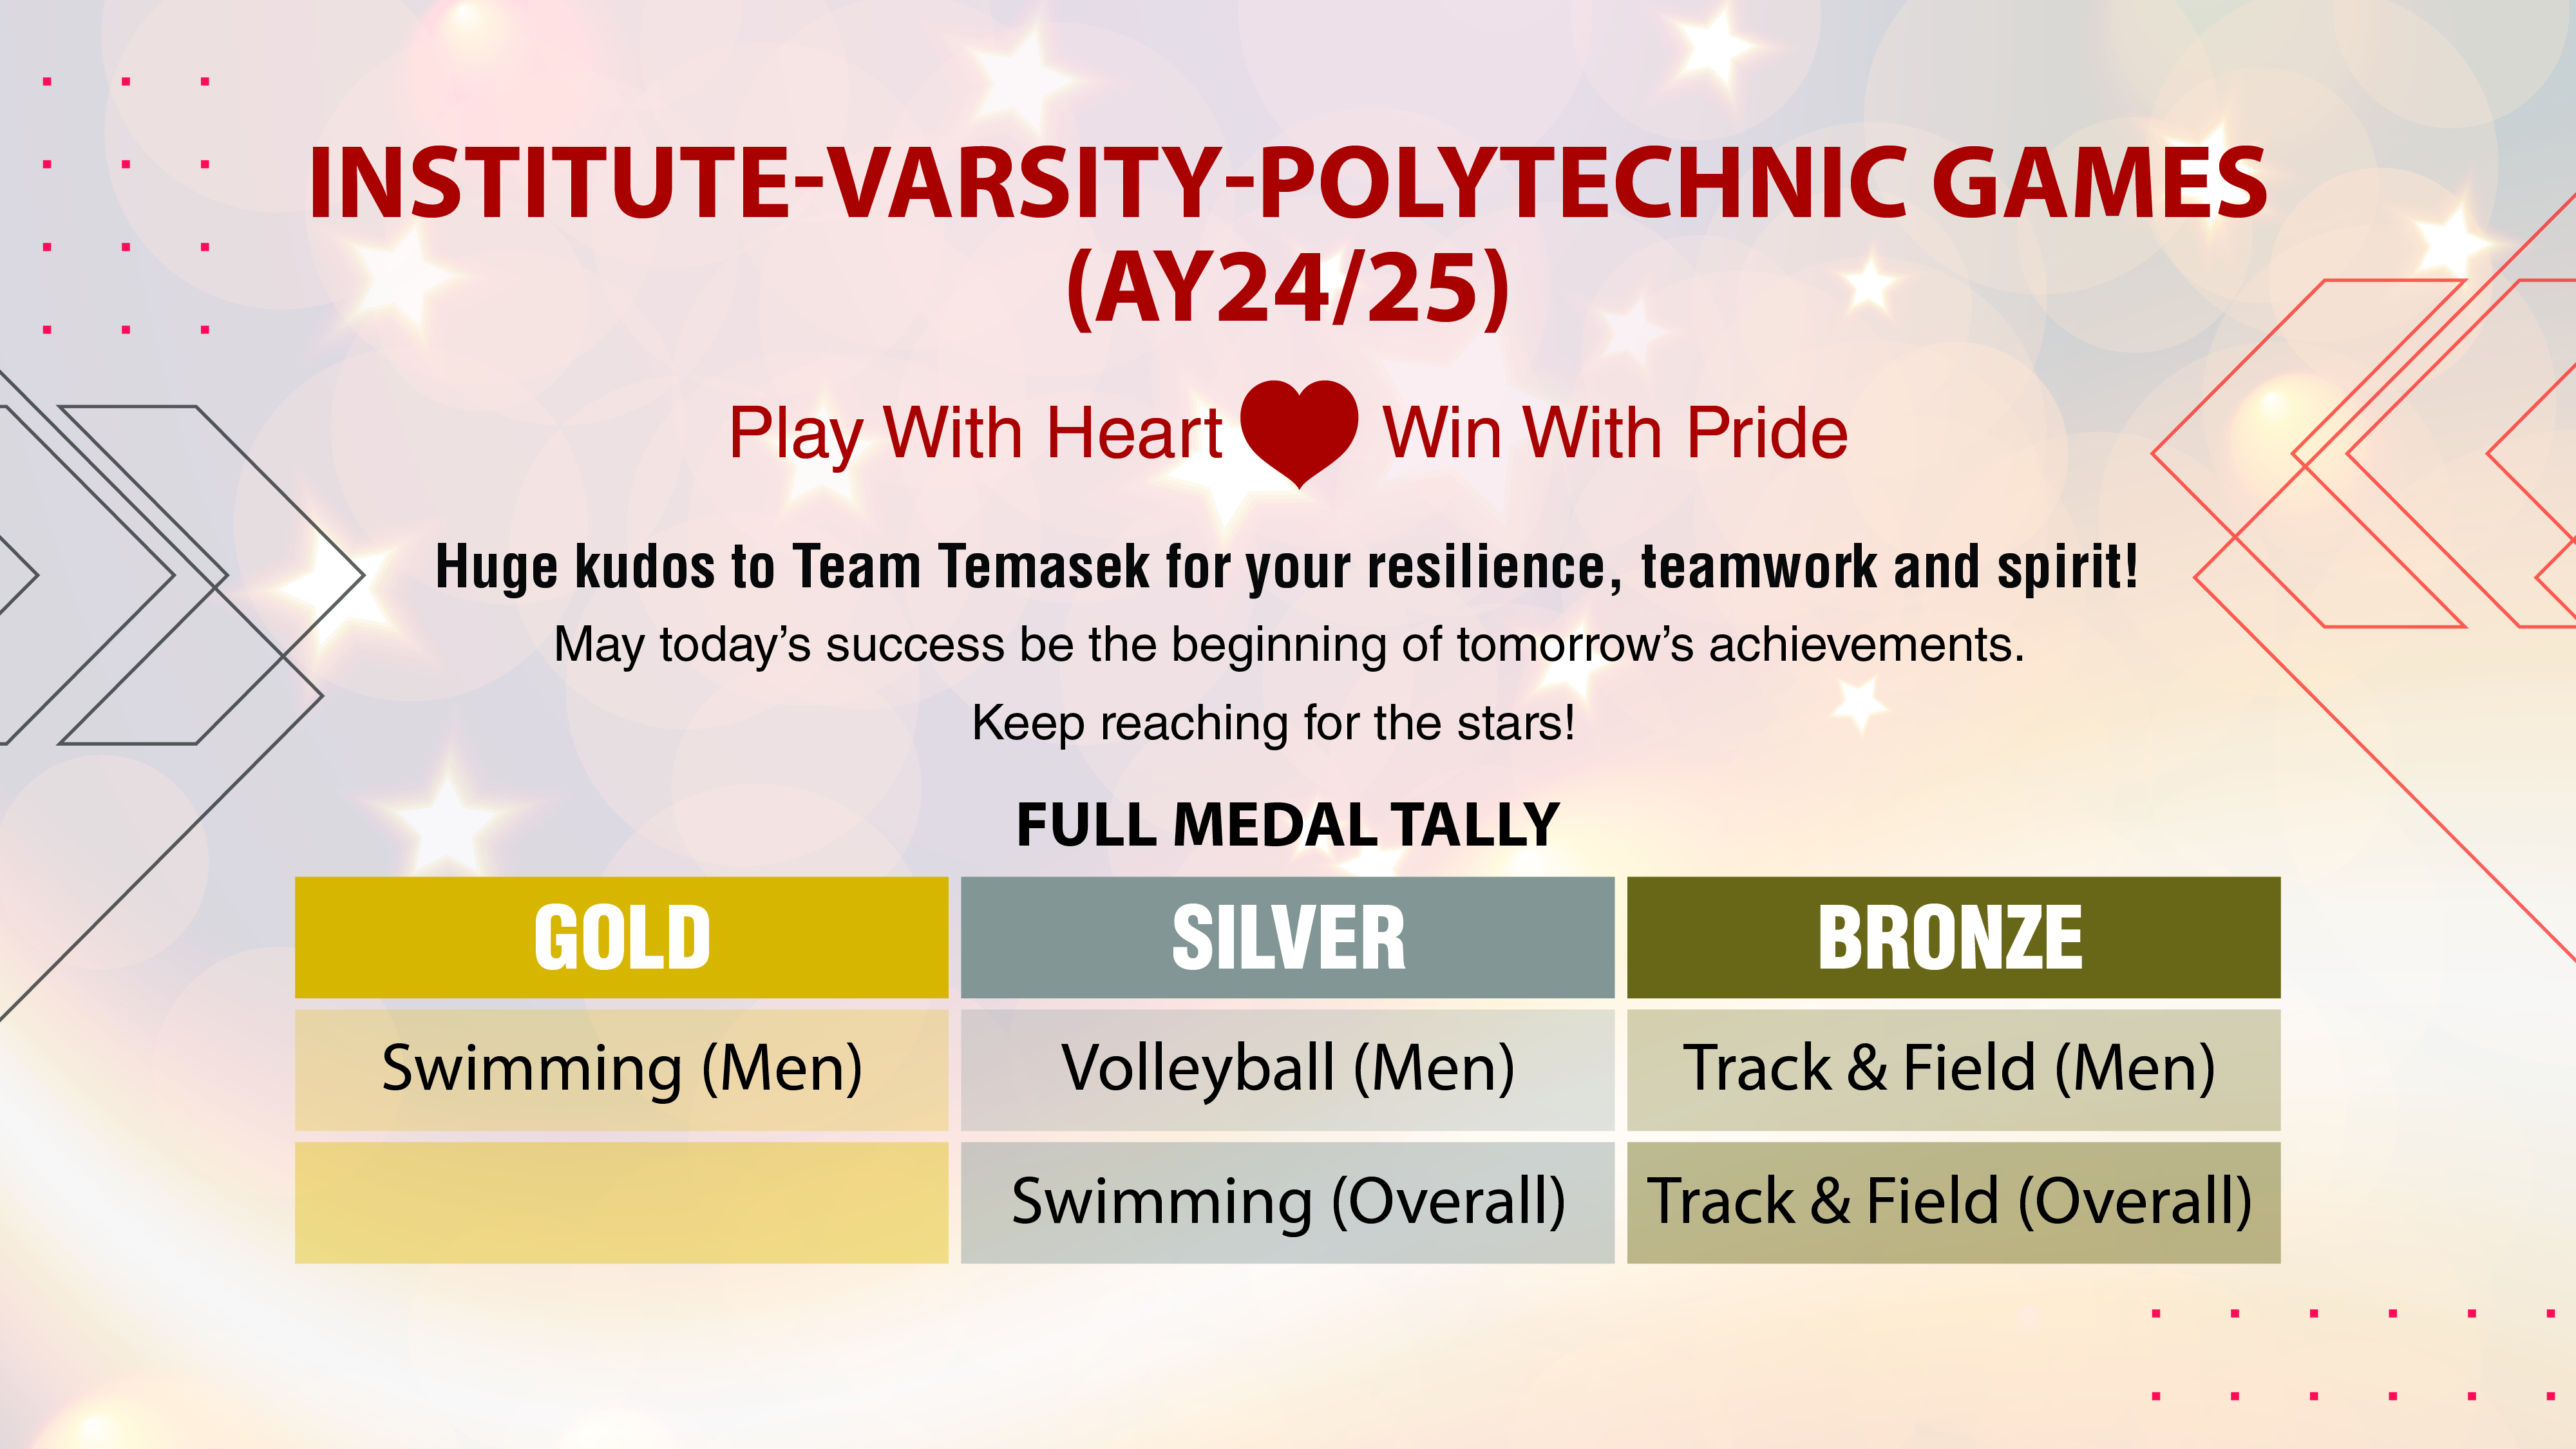 INSTITUTE-VARSITY-POLYTECHNIC GAMES
(AY24/25)
Play With Heart Win With Pride
Huge kudos to Team Temasek for your resilience, teamwork and spirit!
May today’s success be the beginning of tomorrow’s achievements.
Keep reaching for the stars!
FULL MEDAL TALLY
GOLD SILVER BRONZE
Swimming (Men) Volleyball (Men) Track & Field (Men)
Swimming (Overall) Track & Field (Overall)